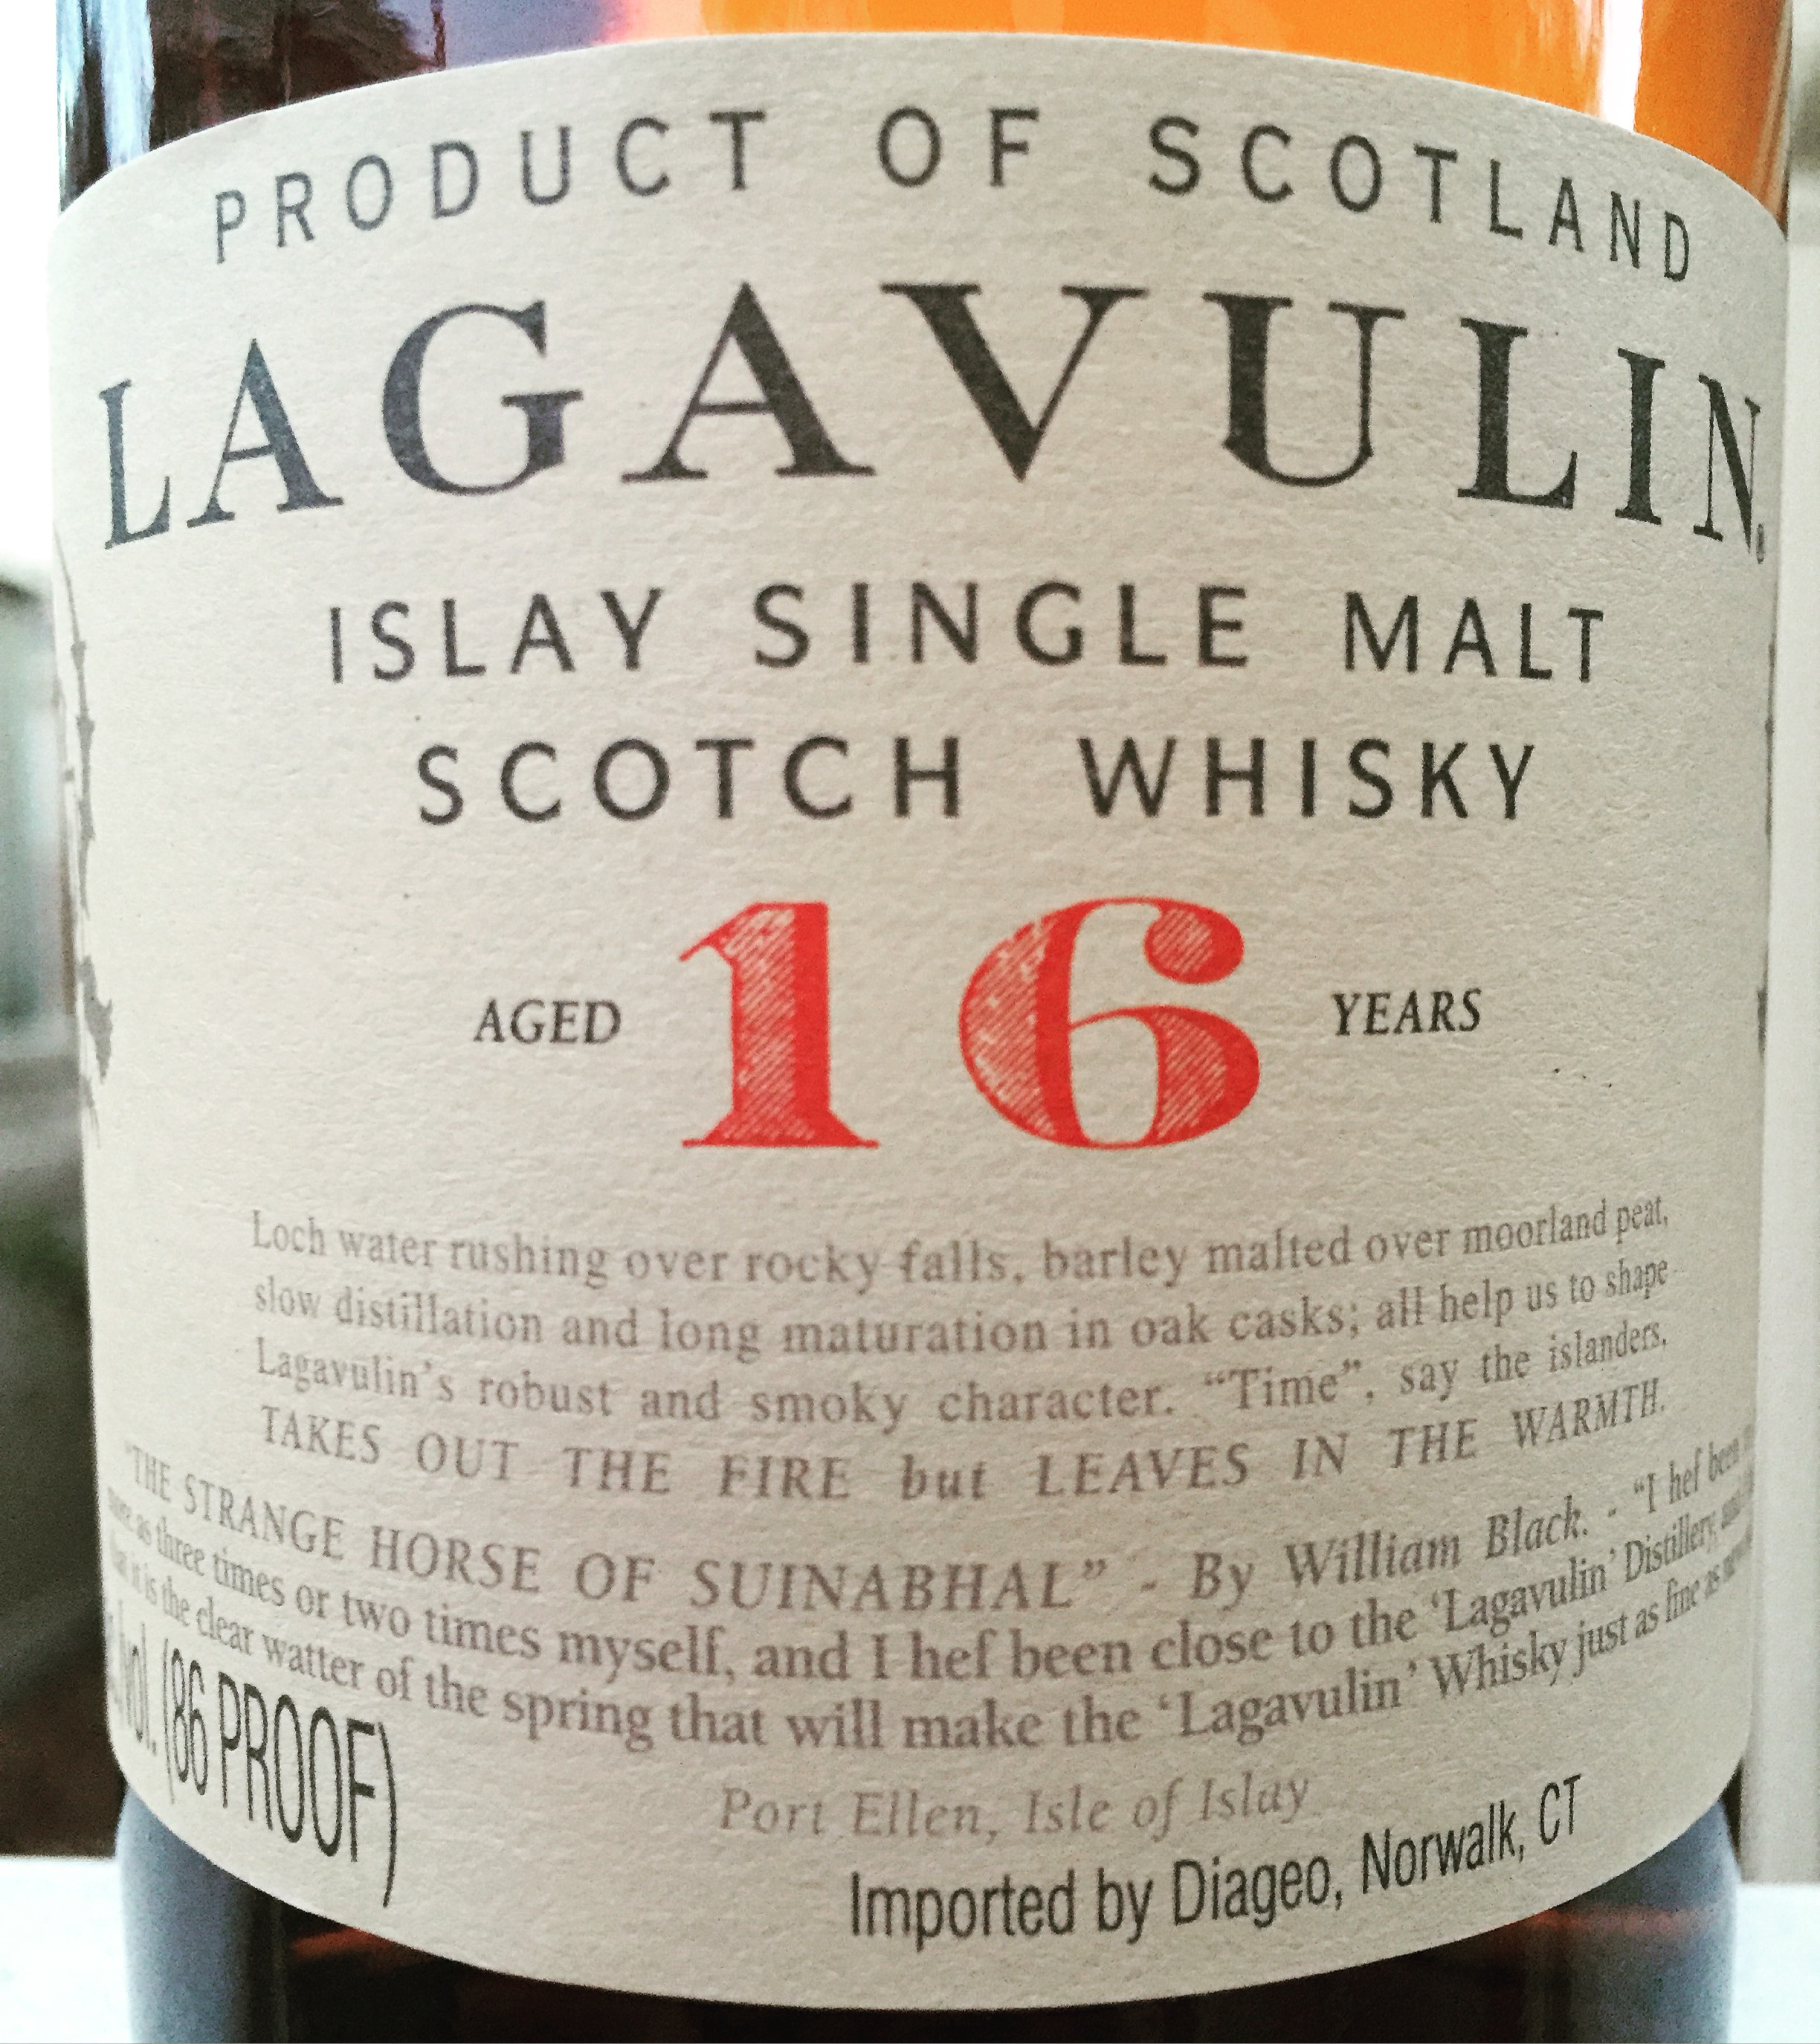 PRODUCT OF SCOTLAND
LAGAVULIN
ISLAY SINGLE MALT
SCOTCH WHISKY
AGED 16 YEARS
Loch water rushing over rocky falls, barley malted over moorland peat,
slow distillation and long maturation in oak casks; all help us to shape
Lagavulin's robust and smoky character. “Time”, say the islanders,
TAKES OUT THE FIRE but LEAVES IN THE WARMTH.
“THE STRANGE HORSE OF SUINABHAL” - By William Black. - “I hef been
as three times or two times myself, and I hef been close to the ‘Lagavulin’ Distillery,
it is the clear watter of the spring that will make the ‘Lagavulin’ Whisky just as fine as
vol. (86 PROOF)
Port Ellen, Isle of Islay
Imported by Diageo, Norwalk, CT